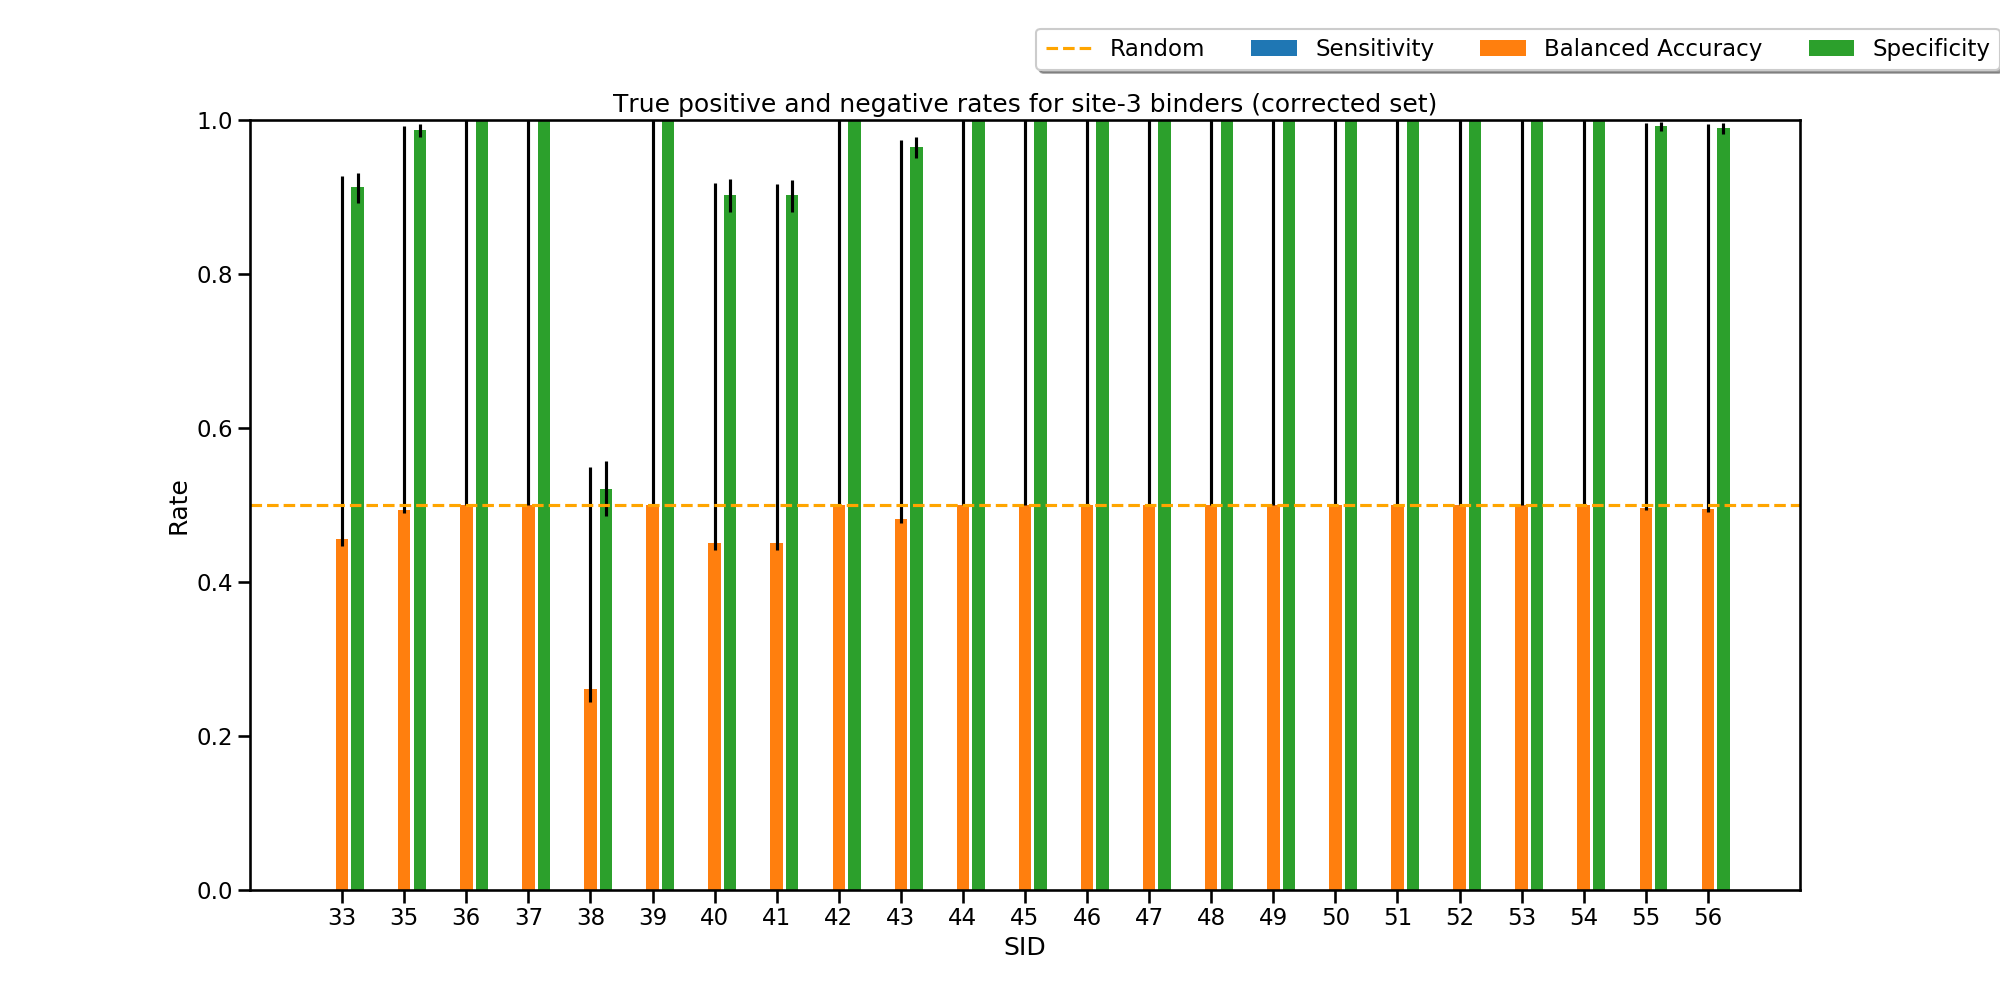 Random Sensitivity Balanced Accuracy Specificity
True positive and negative rates for site-3 binders (corrected set)
1.0
0.8
0.6
0.4
0.2
0.0
Rate
33 35 36 37 38 39 40 41 42 43 44 45 46 47 48 49 50 51 52 53 54 55 56
SID